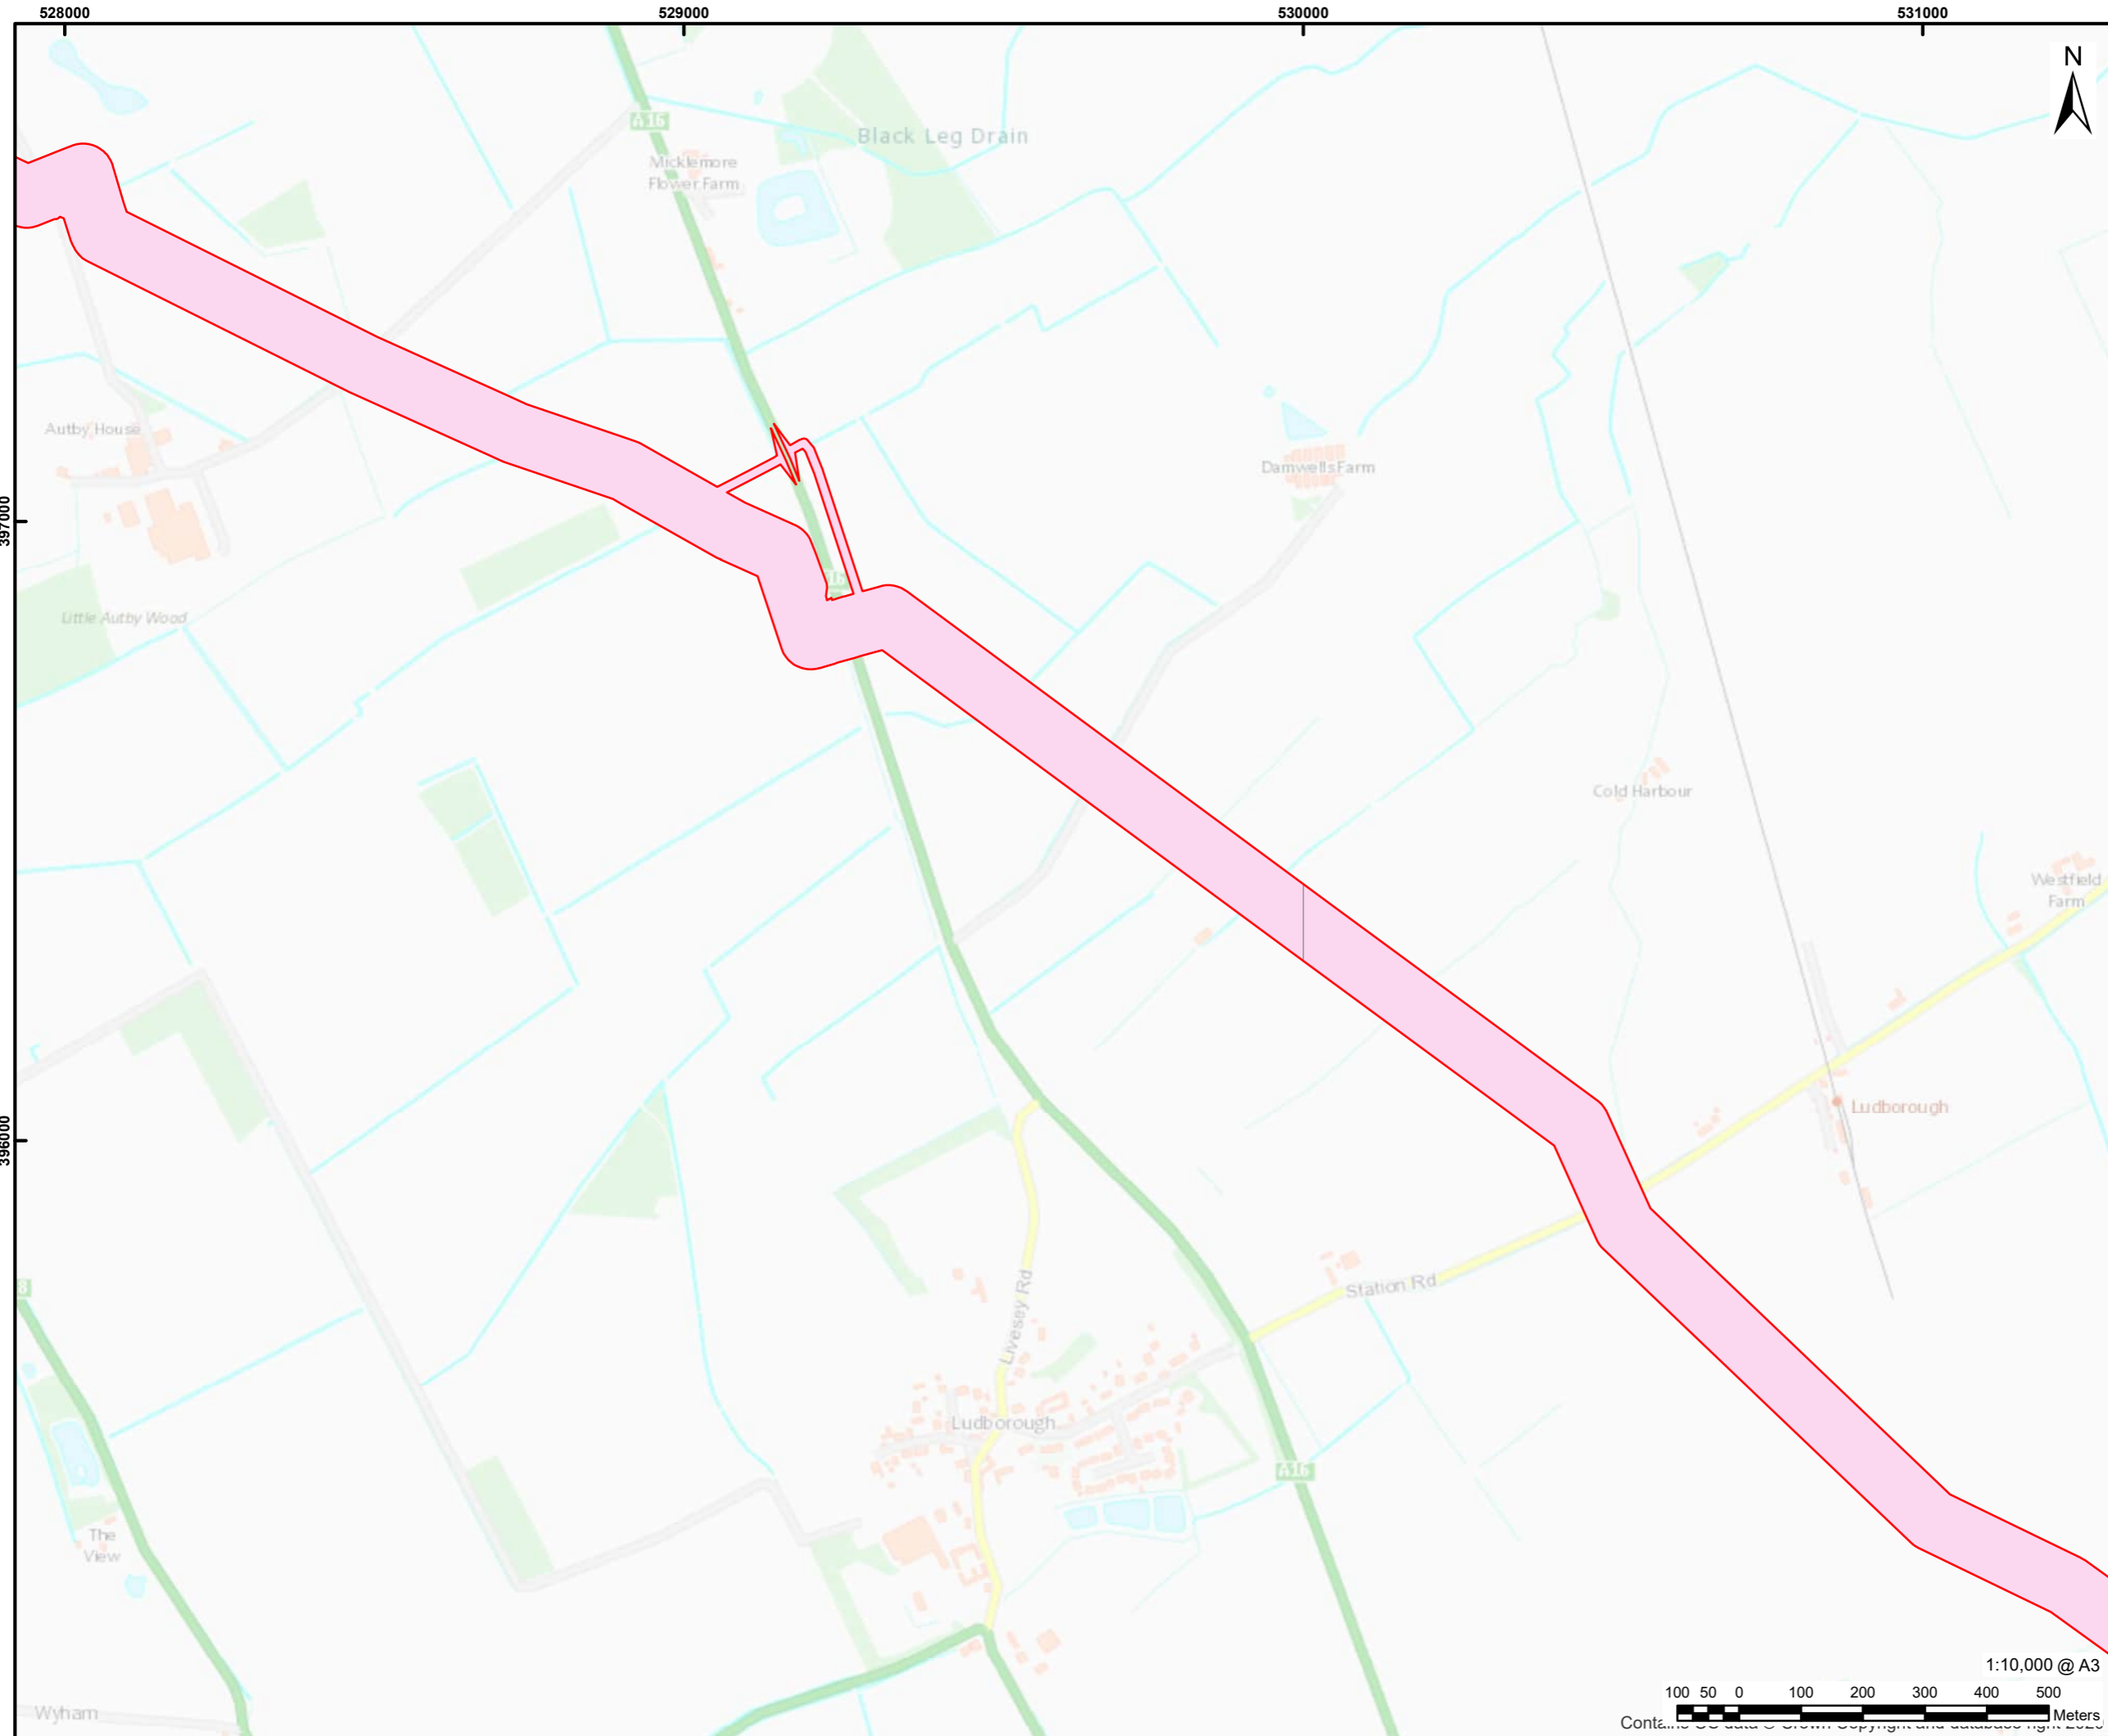 528000
529000
530000
531000
N
A16
Black Leg Drain
Micklemore
Flower Farm
Autby House
Damwells Farm
397000
Little Autby Wood
Cold Harbour
Westfield
Farm
Ludborough
396000
Station Rd
Livesey Rd
Ludborough
A16
The
View
Wyham
1:10,000 @ A3
100 50 0 100 200 300 400 500
Meters